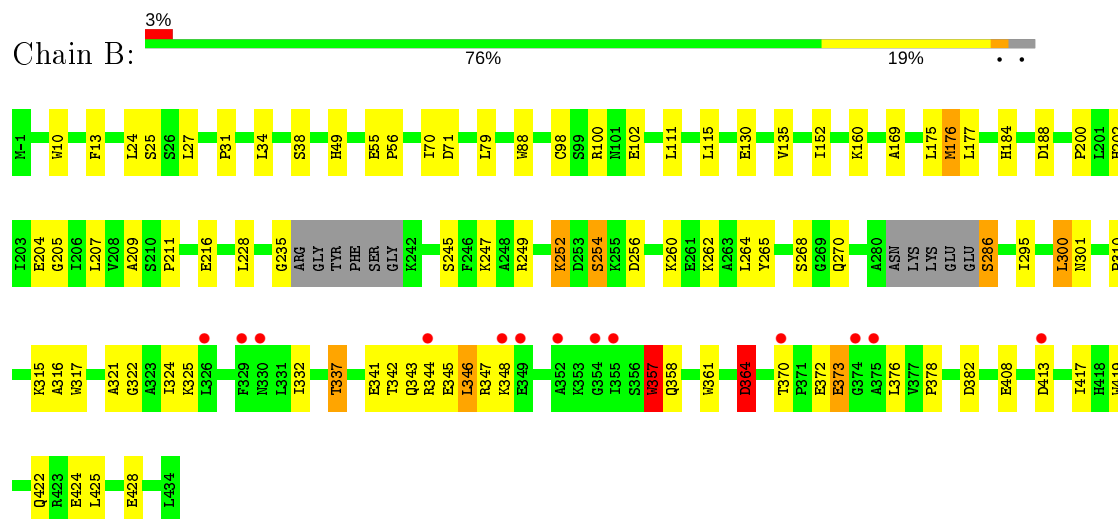 3%
Chain B:
76% 19% • •
M-1 W10 F13 L24 S25 S26 L27 P31 L34 S38 H49 E55 P56 I70 D71 L79 W88 C98 S99 R100 N101 E102 L111 L115 E130 V135 I152 K160 A169 L175 M176 L177 H184 D188 P200 L201 H202
I203 E204 G205 I206 L207 V208 A209 S210 P211 E216 L228 G235 ARG GLY TYR PHE SER GLY K242 S245 F246 K247 A248 R249 K252 D253 S254 K255 D256 K260 E261 K262 A263 L264 Y265 S268 G269 Q270 A280 ASN LYS LYS GLU GLU S286 I295 L300 N301
K315 A316 W317 A321 G322 A323 I324 K325 L326 F329 N330 L331 I332 T337 E341 T342 Q343 R344 E345 L346 R347 K348 E349 A352 K353 G354 I355 S356 W357 Q358 W361 D364 T370 P371 E372 E373 G374 A375 L376 V377 P378 D382 E408 D413 I417 H418 W419
Q422 R423 E424 L425 E428 L434